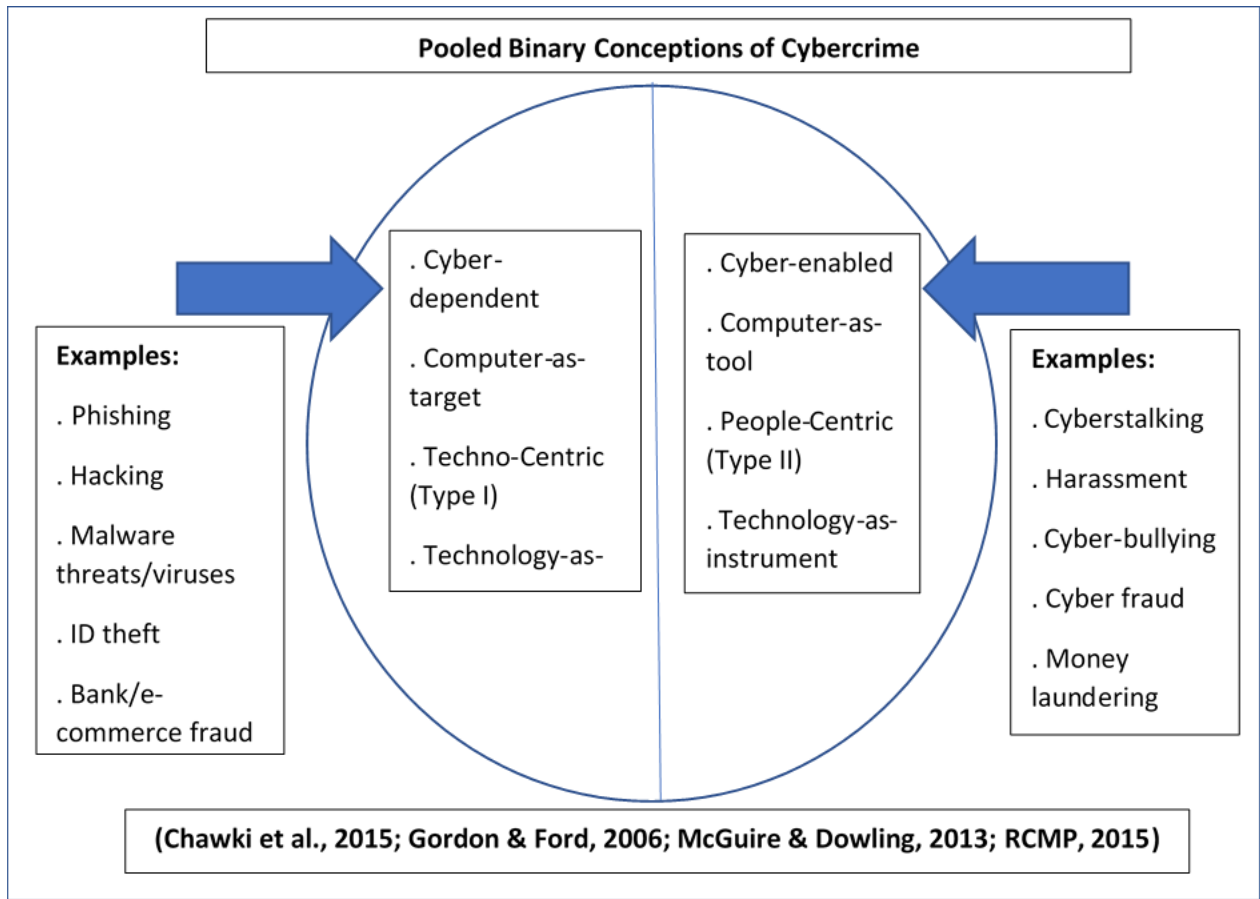 Pooled Binary Conceptions of Cybercrime
. Cyber-
dependent
. Computer-as-
target
. Techno-Centric
(Type I)
. Technology-as-
. Cyber-enabled
. Computer-as-
tool
. People-Centric
(Type II)
. Technology-as-
instrument
Examples:
. Phishing
. Hacking
. Malware
threats/viruses
. ID theft
. Bank/e-
commerce fraud
Examples:
. Cyberstalking
. Harassment
. Cyber-bullying
. Cyber fraud
. Money
laundering
(Chawki et al., 2015; Gordon & Ford, 2006; McGuire & Dowling, 2013; RCMP, 2015)